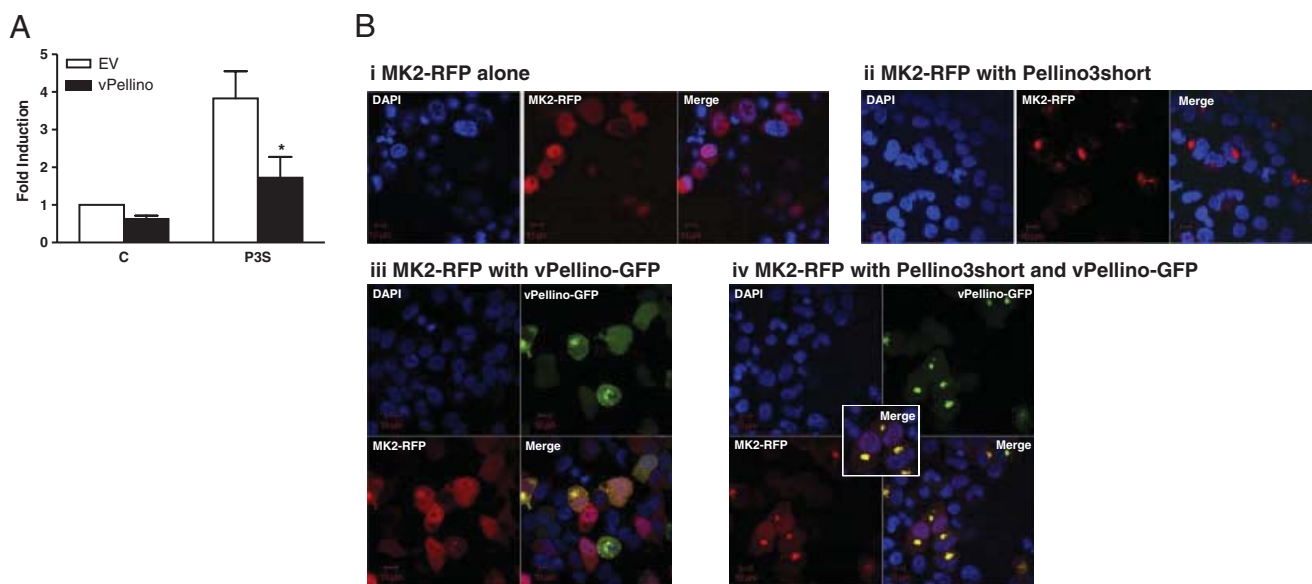 A
Fold Induction
5
4
3
2
1
0
EV
vPellino
*
C
P3S
B
i MK2-RFP alone
DAPI
MK2-RFP
Merge
ii MK2-RFP with Pellino3short
DAPI
MK2-RFP
Merge
iii MK2-RFP with vPellino-GFP
DAPI
vPellino-GFP
MK2-RFP
Merge
iv MK2-RFP with Pellino3short and vPellino-GFP
DAPI
vPellino-GFP
Merge
MK2-RFP
Merge